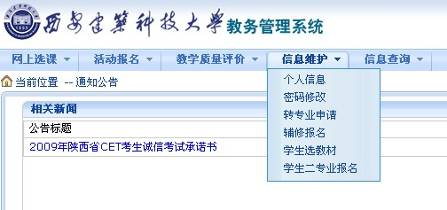 西安建筑科技大学 教务管理系统
网上选课 活动报名 教学质量评价 信息维护 信息查询
当前位置 -- 通知公告
个人信息
密码修改
转专业申请
辅修报名
学生选教材
学生二专业报名
相关新闻
公告标题
2009年陕西省CET考生诚信考试承诺书